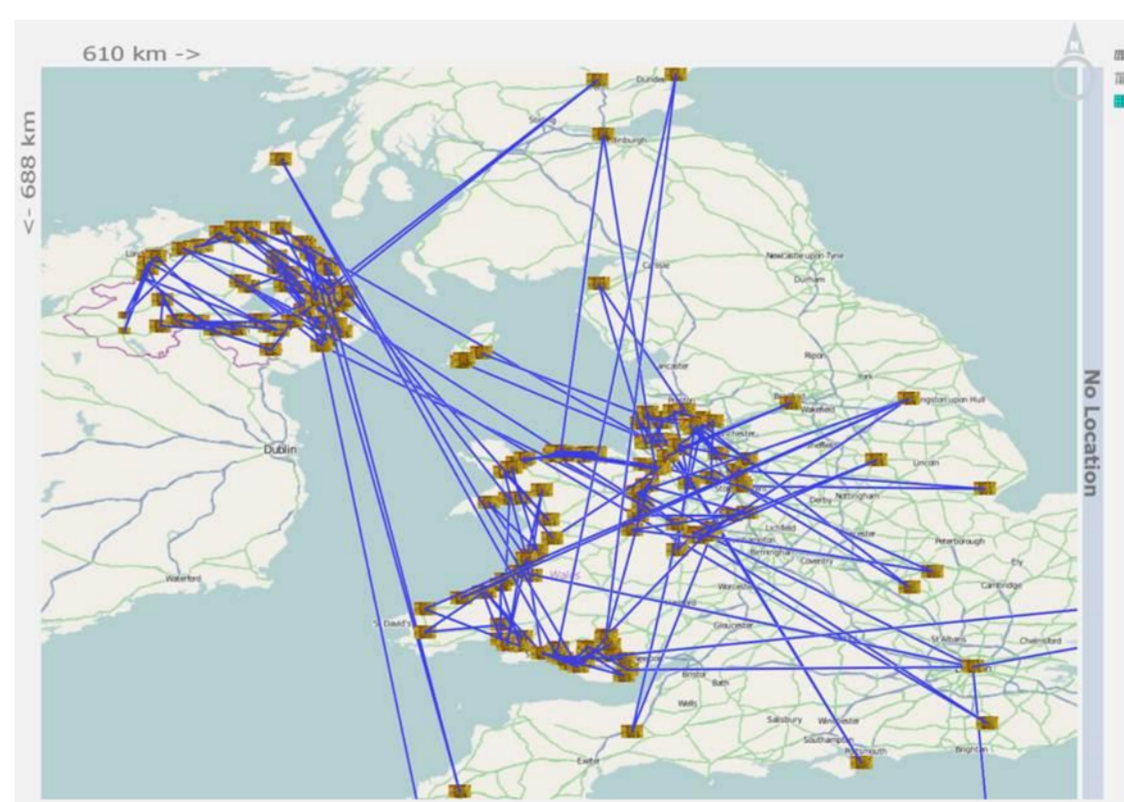 610 km ->
N
<- 688 km
Dundee
Stirling
Edinburgh
Newcastle upon Tyne
Durham
Ripon
York
Lancaster
Preston
Kingston upon Hull
Wakefield
Sheffield
Lincoln
Dublin
Derby
Nottingham
Lichfield
Peterborough
Birmingham
Coventry
Ely
Cambridge
Waterford
Wales
Worcester
St David's
Gloucester
St Albans
Chelmsford
Bristol
Bath
Wells
Salisbury
Winchester
Southampton
Portsmouth
Brighton
Exeter
No Location